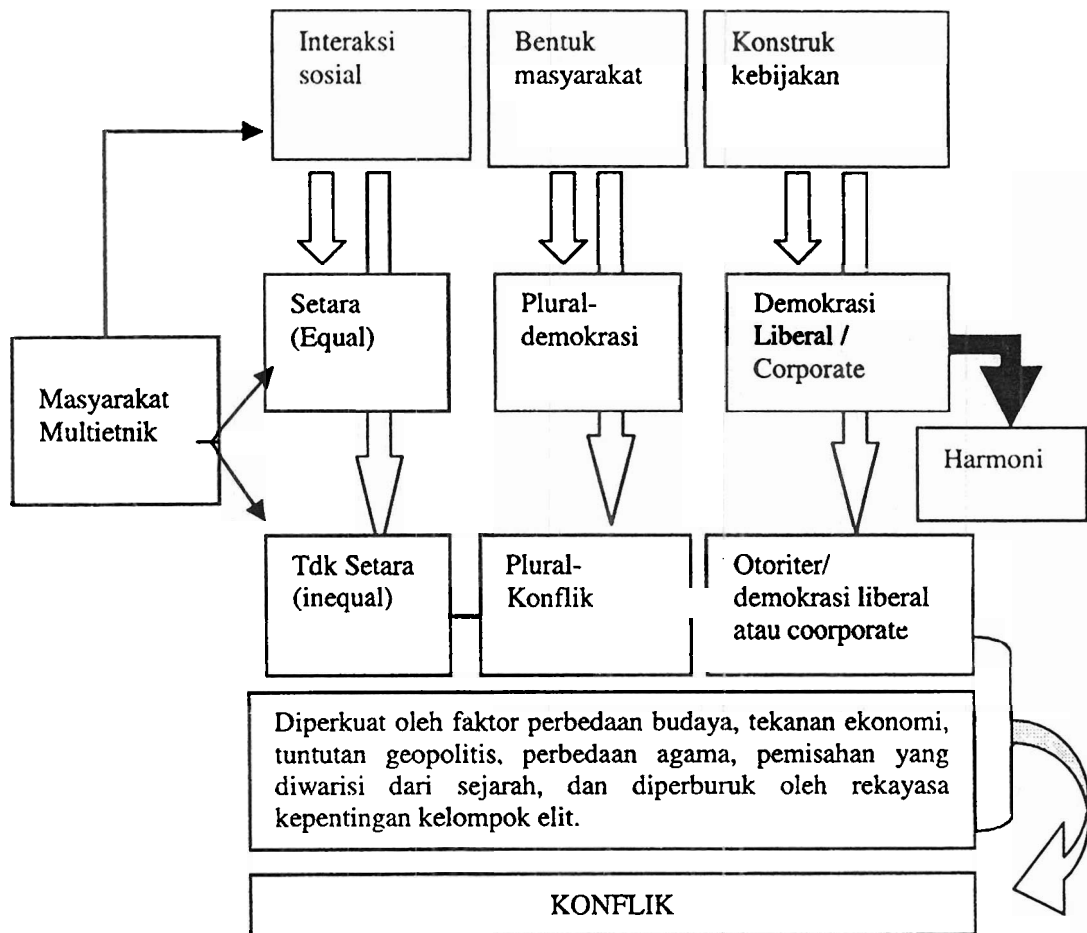 Interaksi
sosial
Bentuk
masyarakat
Konstruk
kebijakan
Setara
(Equal)
Plural-
demokrasi
Demokrasi
Liberal /
Corporate
Masyarakat
Multietnik
Harmoni
Tdk Setara
(inequal)
Plural-
Konflik
Otoriter/
demokrasi liberal
atau coorporate
Diperkuat oleh faktor perbedaan budaya, tekanan ekonomi,
tuntutan geopolitis, perbedaan agama, pemisahan yang
diwarisi dari sejarah, dan diperburuk oleh rekayasa
kepentingan kelompok elit.
KONFLIK